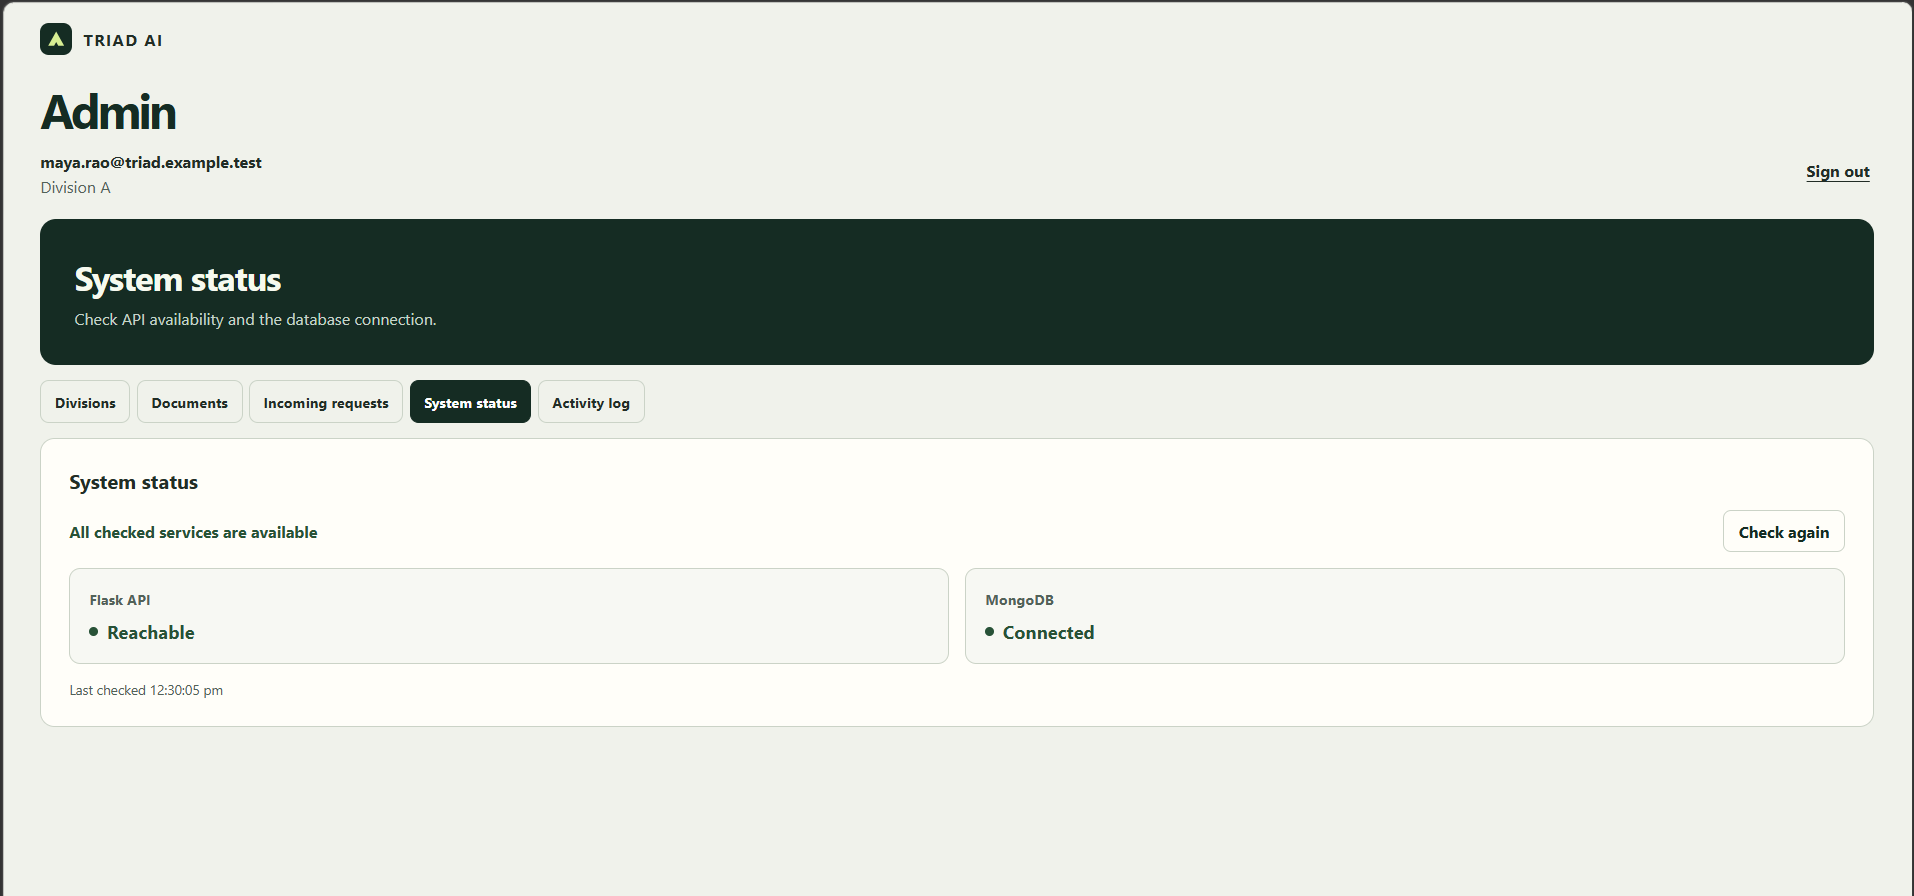 TRIAD AI
Admin
maya.rao@triad.example.test
Division A
Sign out
System status
Check API availability and the database connection.
Divisions
Documents
Incoming requests
System status
Activity log
System status
All checked services are available
Check again
Flask API
Reachable
MongoDB
Connected
Last checked 12:30:05 pm